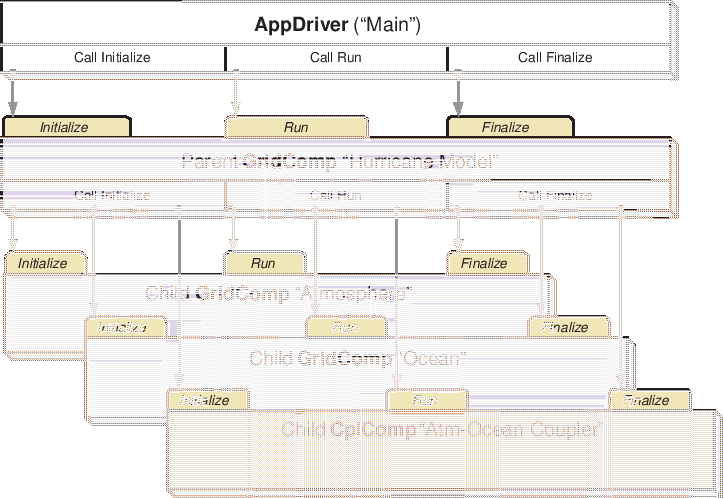 AppDriver (“Main”)
Call Initialize Call Run Call Finalize
Initialize Run Finalize
Parent GridComp “Hurricane Model”
Call Initialize Call Run Call Finalize
Initialize Run Finalize
Child GridComp “Atmosphere”
Initialize Run Finalize
Child GridComp “Ocean”
Initialize Run Finalize
Child CplComp “Atm-Ocean Coupler”